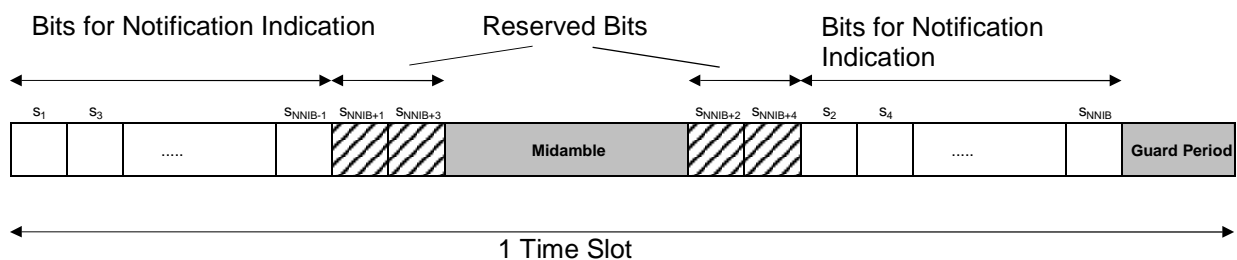 Bits for Notification Indication
Reserved Bits
Bits for Notification
Indication
s1 s3 sNNIB-1 sNNIB+1 sNNIB+3 sNNIB+2 sNNIB+4 s2 s4 sNNIB
..... Midamble ..... Guard Period
1 Time Slot